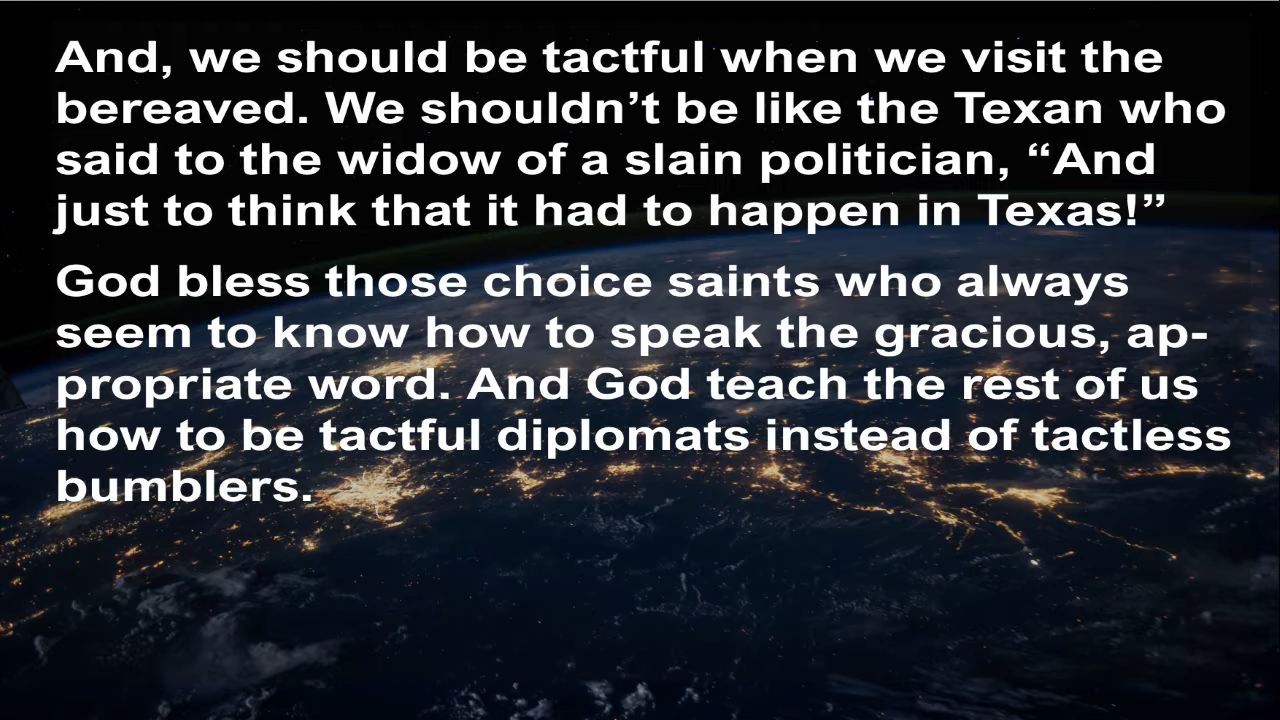 And, we should be tactful when we visit the
bereaved. We shouldn’t be like the Texan who
said to the widow of a slain politician, “And
just to think that it had to happen in Texas!”
God bless those choice saints who always
seem to know how to speak the gracious, ap-
propriate word. And God teach the rest of us
how to be tactful diplomats instead of tactless
bumblers.